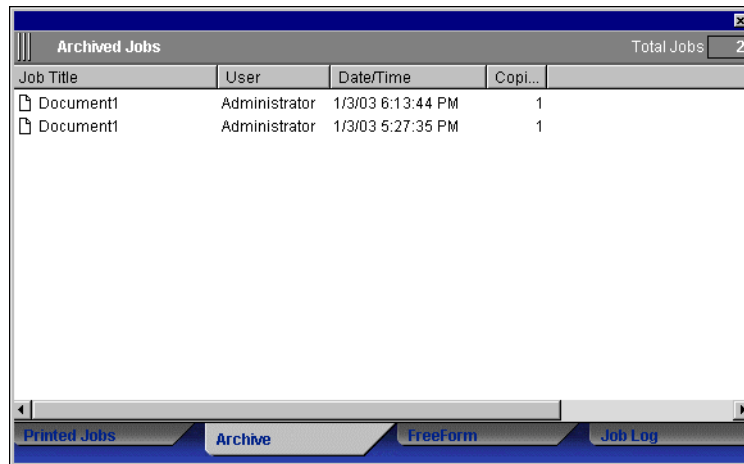 Archived Jobs Total Jobs 2
Job Title User Date/Time Copi...
Document1 Administrator 1/3/03 6:13:44 PM 1
Document1 Administrator 1/3/03 5:27:35 PM 1
Printed Jobs Archive FreeForm Job Log